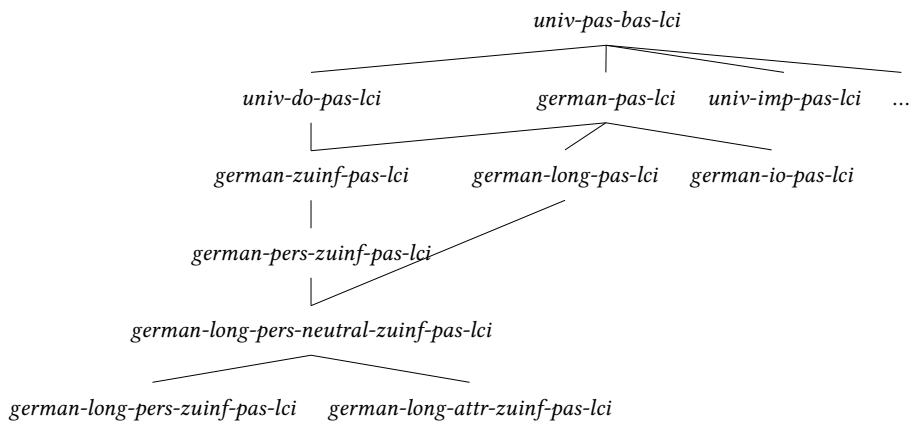 univ-pas-bas-lci
univ-do-pas-lci german-pas-lci univ-imp-pas-lci ...
german-zuinf-pas-lci german-long-pas-lci german-io-pas-lci
german-pers-zuinf-pas-lci
german-long-pers-neutral-zuinf-pas-lci
german-long-pers-zuinf-pas-lci german-long-attr-zuinf-pas-lci